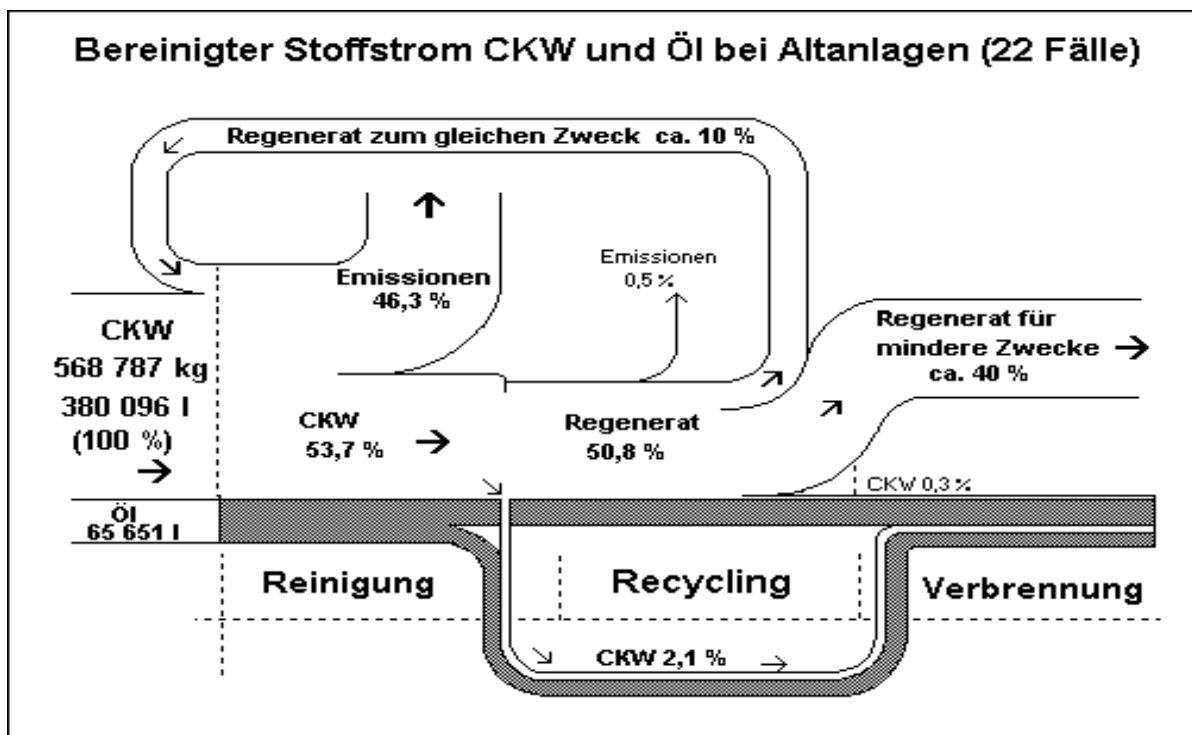 Bereinigter Stoffstrom CKW und Öl bei Altanlagen (22 Fälle)
Regenerat zum gleichen Zweck ca. 10 %
Emissionen
46,3 %
Emissionen
0,5 %
CKW
568 787 kg
380 096 l
(100 %)
Regenerat für
mindere Zwecke
ca. 40 %
CKW
53,7 %
Regenerat
50,8 %
CKW 0,3 %
Öl
65 651 l
Reinigung
Recycling
Verbrennung
CKW 2,1 %